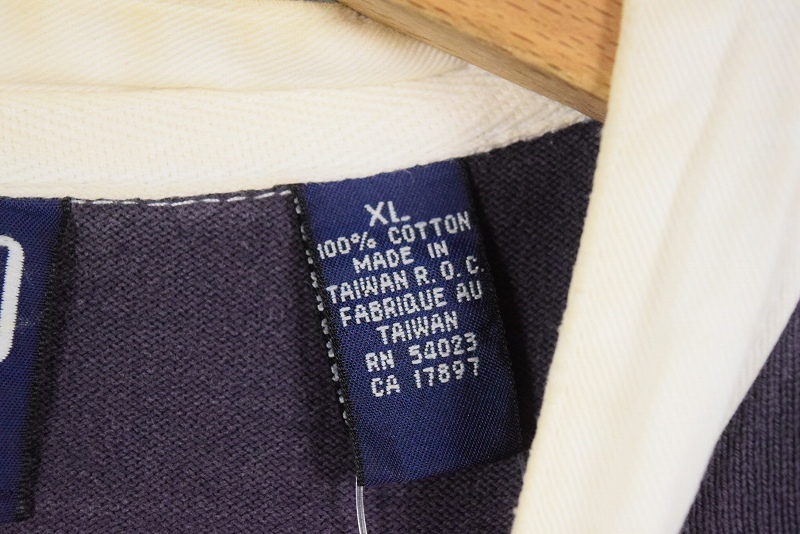 XL
100% COTTON
MADE IN
TAIWAN R. O. C.
FABRIQUE AU
TAIWAN
RN 54023
CA 17897